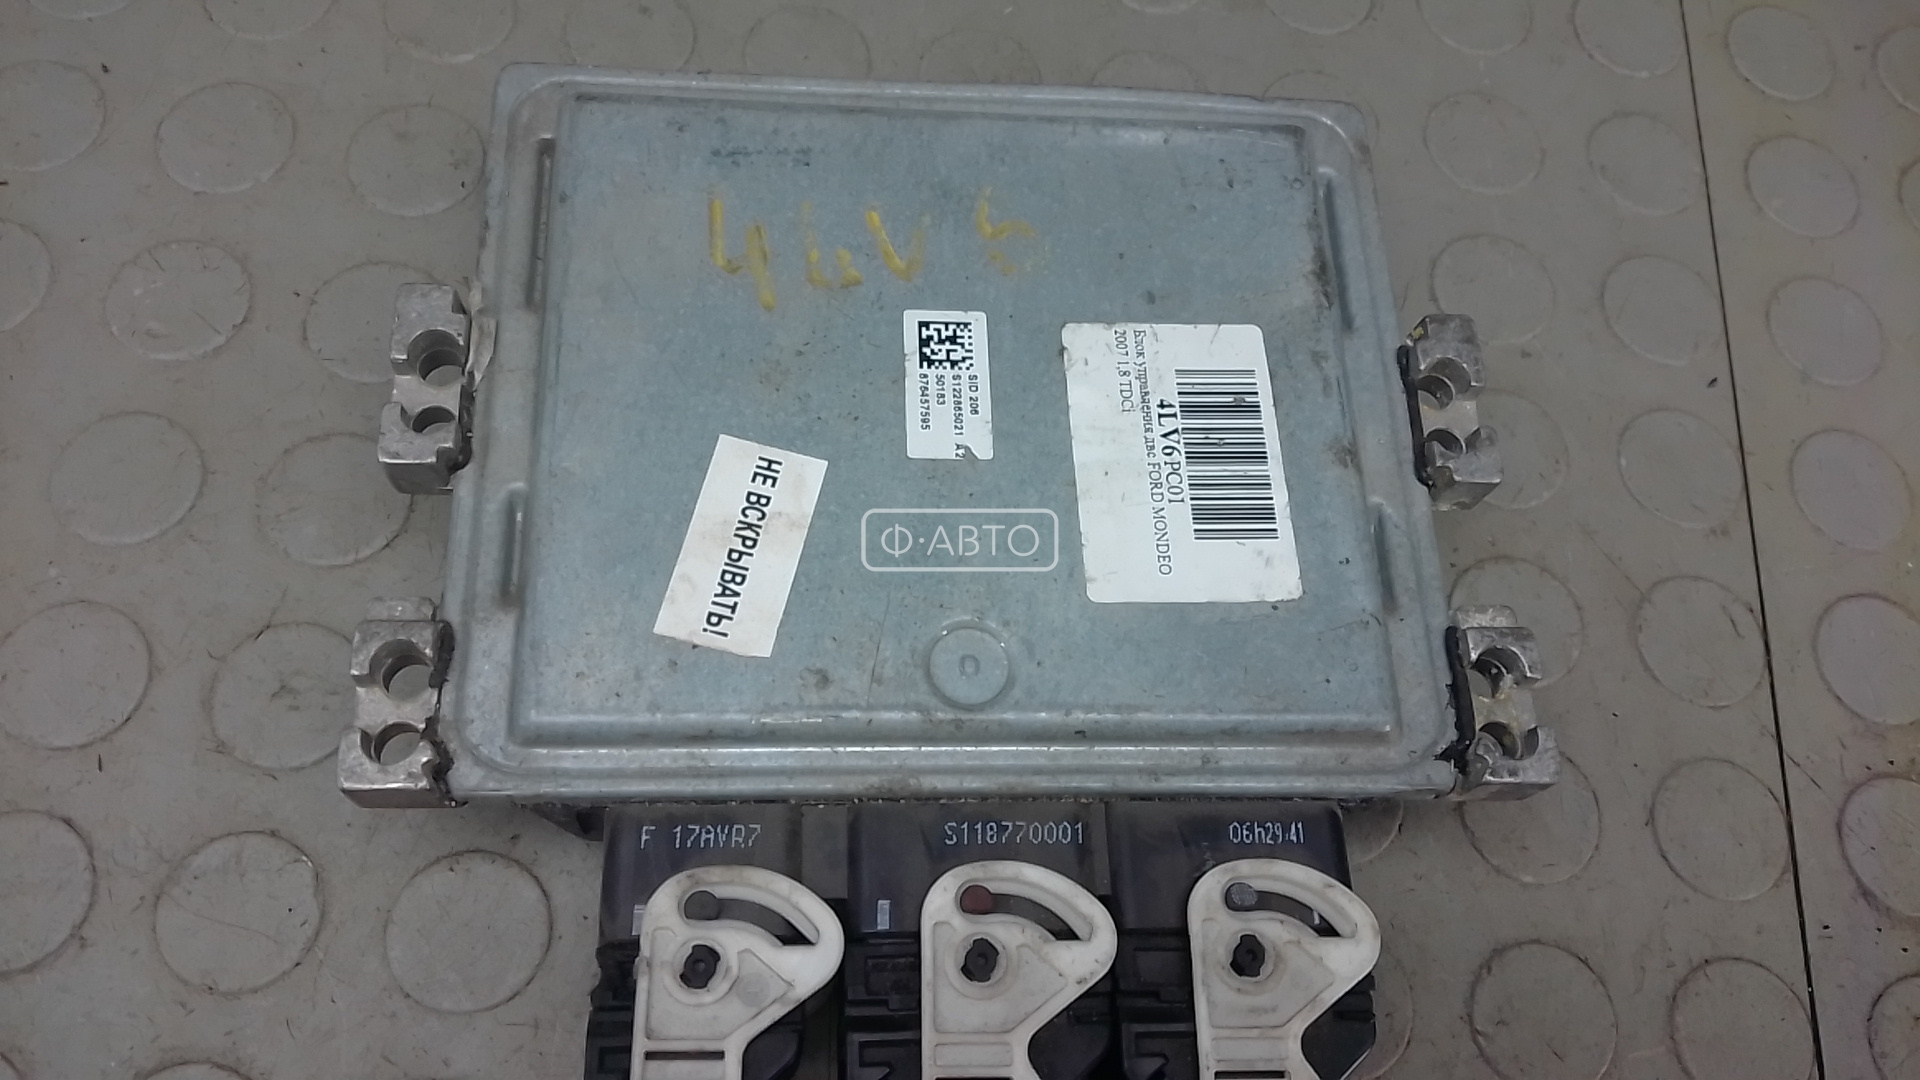 4LV6
SID 206
S122865021 A2
50183
876457595
4LV6PC01
Блок управления двс FORD MONDEO
2007 1,8 TDCi
НЕ ВСКРЫВАТЬ!
Ф·АВТО
F 17AVR7
S118770001
06h29:41